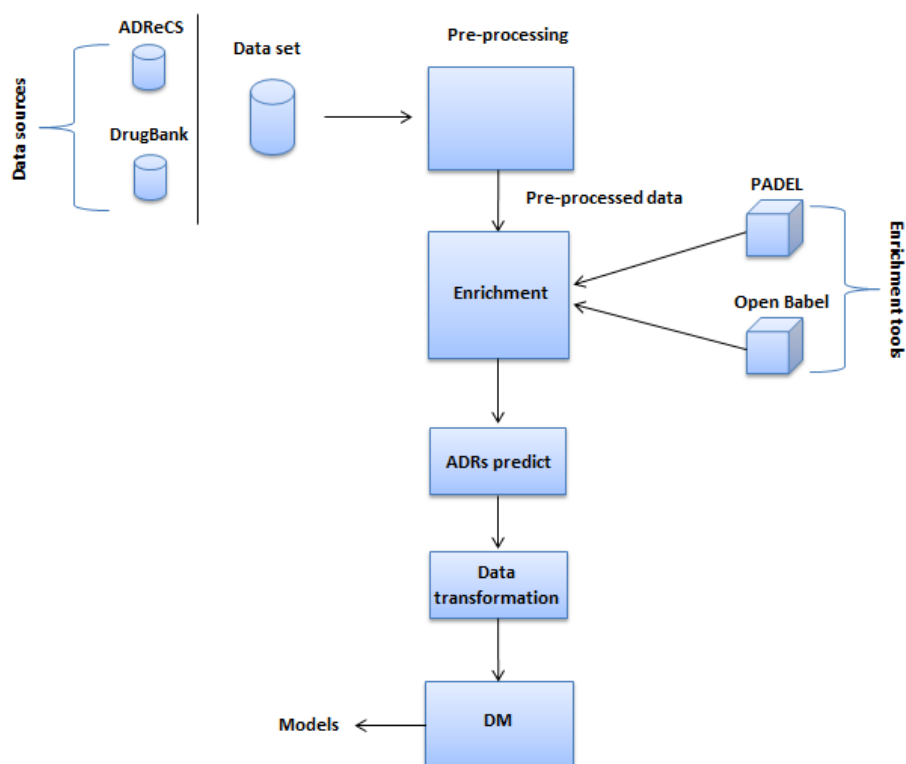 ADReCS
Data set
Pre-processing
Data sources
DrugBank
Pre-processed data
PADEL
Enrichment
Open Babel
Enrichment took
ADRs predict
Data
transformation
DM
Models